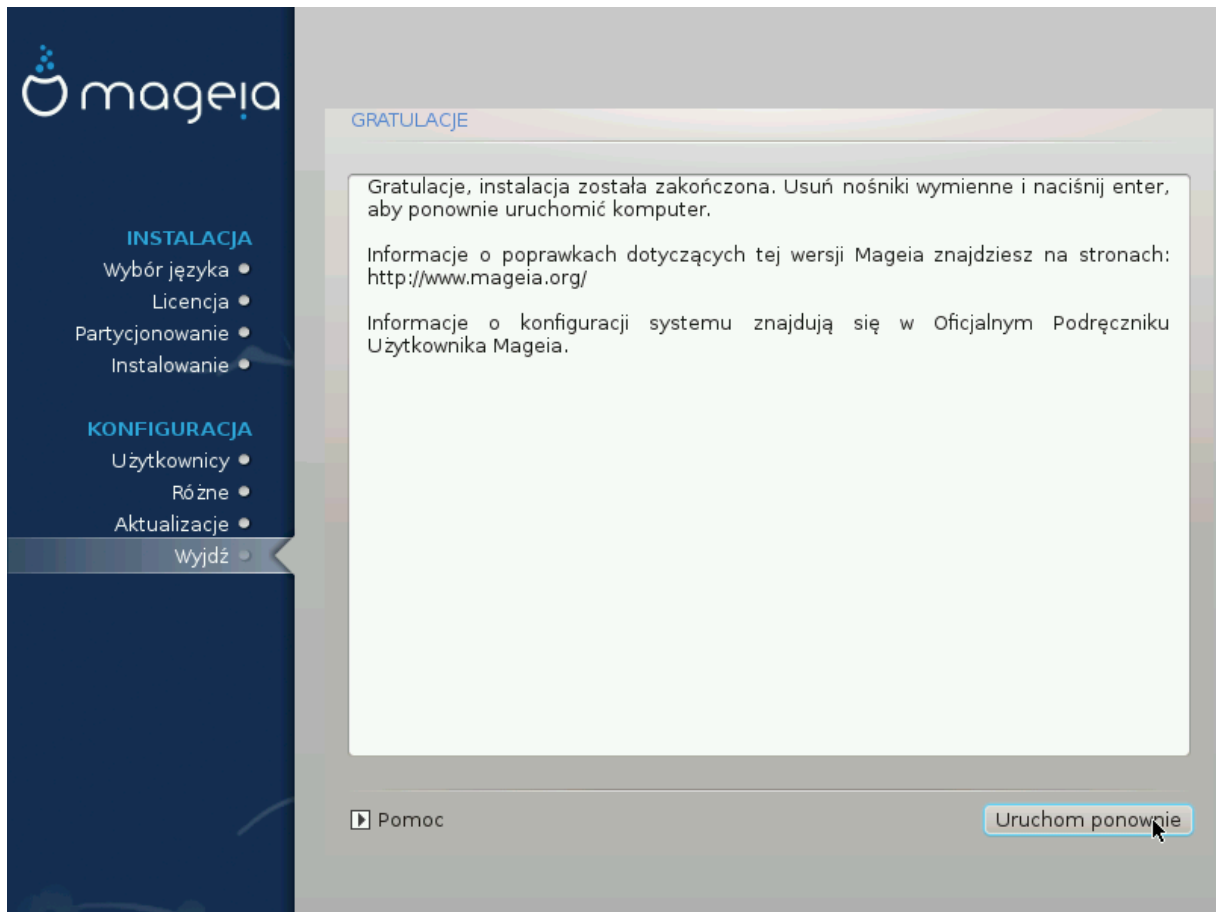 mageia
INSTALACJA
Wybór języka
Licencja
Partycjonowanie
Instalowanie
KONFIGURACJA
Użytkownicy
Różne
Aktualizacje
Wyjdź
GRATULACJE
Gratulacje, instalacja została zakończona. Usuń nośniki wymienne i naciśnij enter,
aby ponownie uruchomić komputer.
Informacje o poprawkach dotyczących tej wersji Mageia znajdziesz na stronach:
http://www.mageia.org/
Informacje o konfiguracji systemu znajdują się w Oficjalnym Podręczniku
Użytkownika Mageia.
Pomoc
Uruchom ponownie